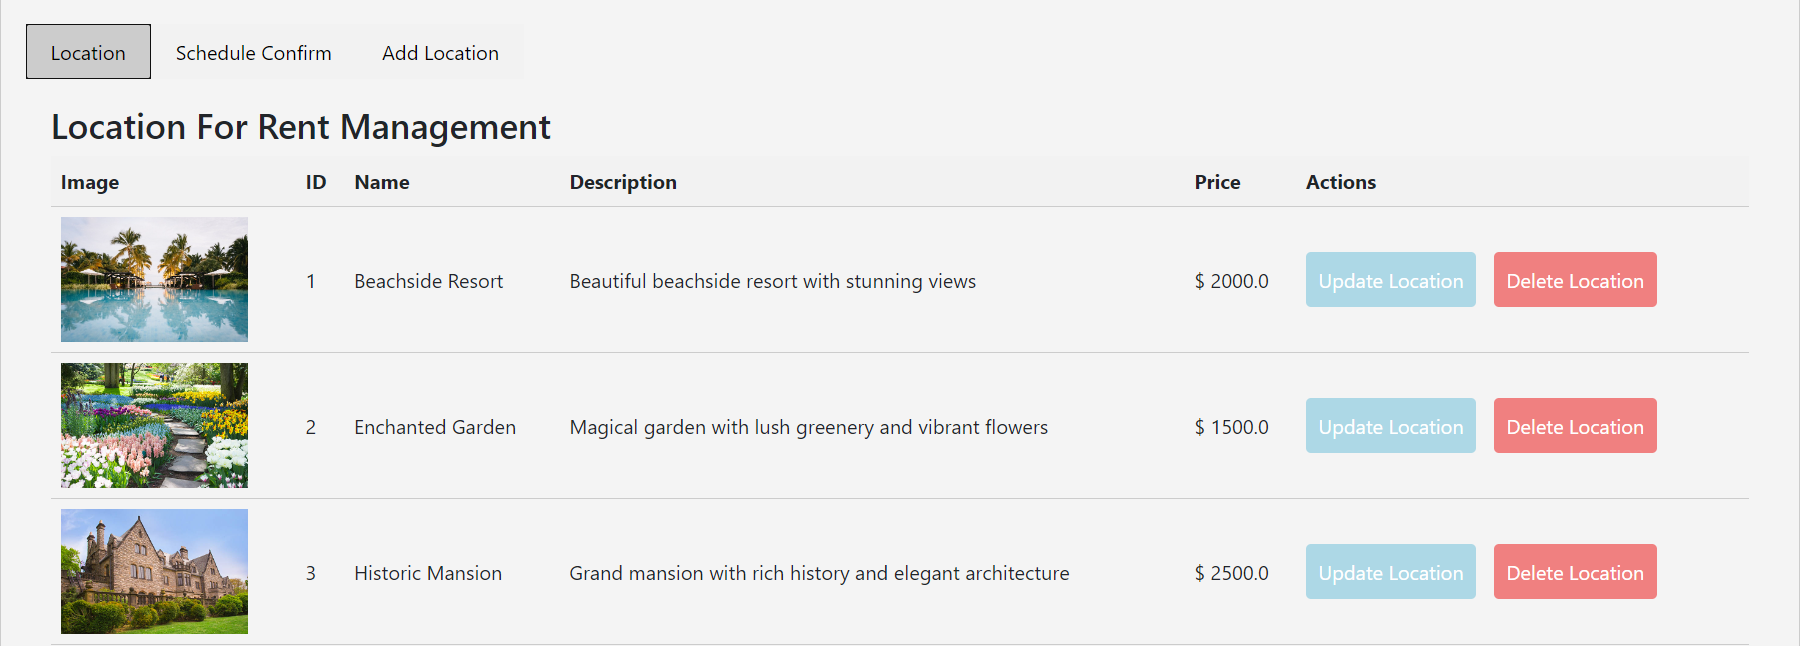 Location Schedule Confirm Add Location
Location For Rent Management
Image ID Name Description Price Actions
1 Beachside Resort Beautiful beachside resort with stunning views $ 2000.0 Update Location Delete Location
2 Enchanted Garden Magical garden with lush greenery and vibrant flowers $ 1500.0 Update Location Delete Location
3 Historic Mansion Grand mansion with rich history and elegant architecture $ 2500.0 Update Location Delete Location